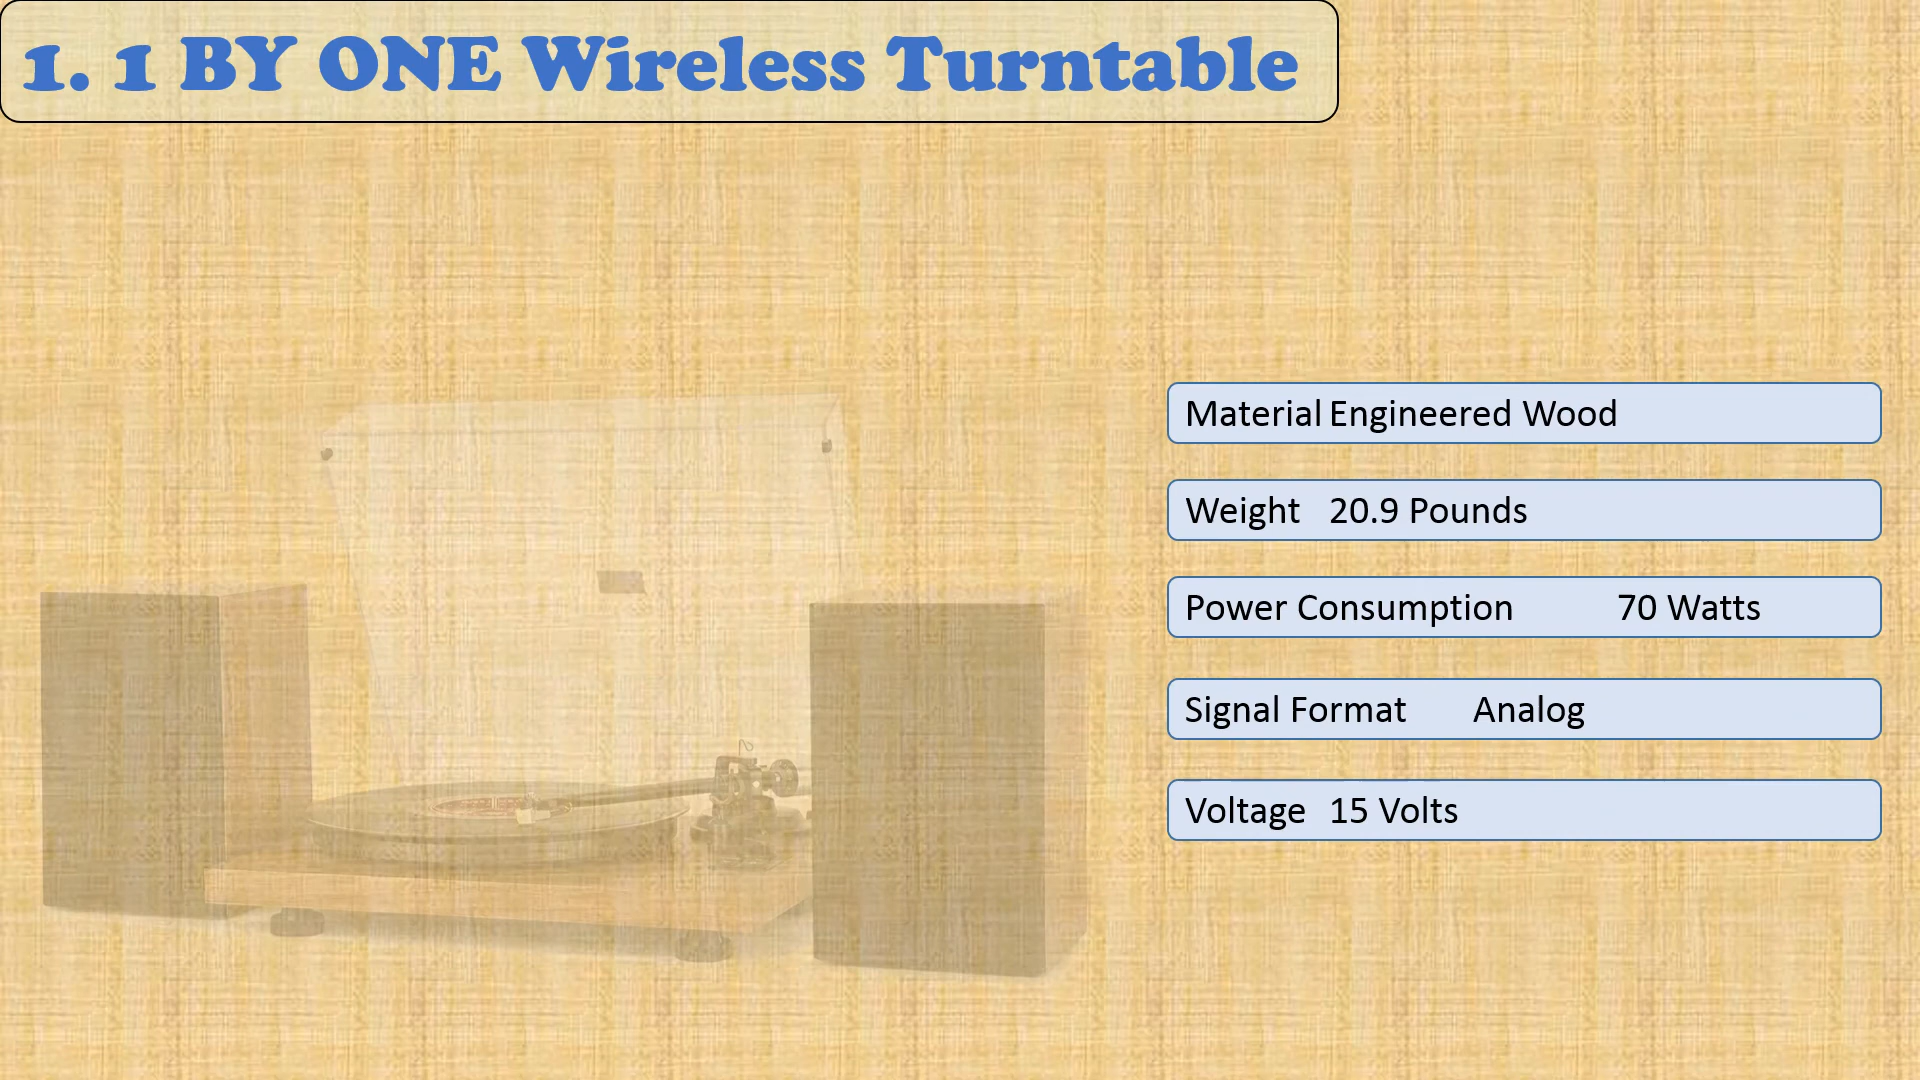 1. 1 BY ONE Wireless Turntable
Material Engineered Wood
Weight 20.9 Pounds
Power Consumption 70 Watts
Signal Format Analog
Voltage 15 Volts